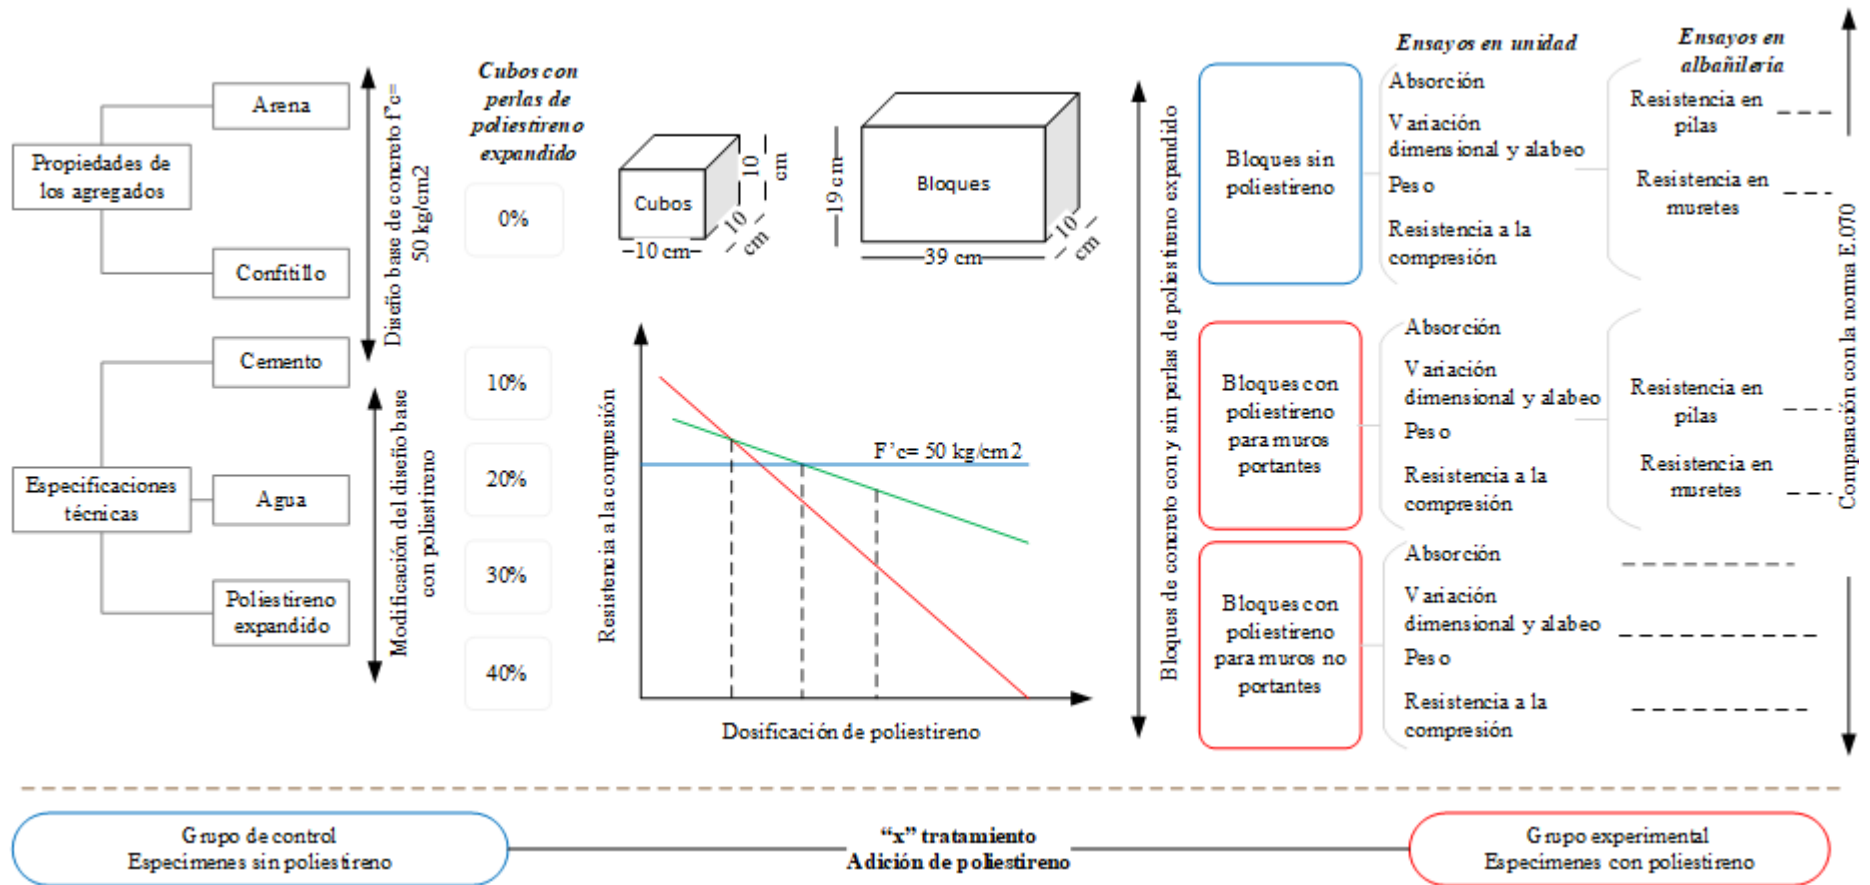 Propiedades de
los agregados
Arena
Confitillo
Especificaciones
técnicas
Cemento
Agua
Poliestireno
expandido
Diseño base de concreto f'c=
50 kg/cm2
Modificación del diseño base
con poliestireno
Cubos con
perlas de
poliestireno
expandido
0%
10%
20%
30%
40%
Cubos
10 cm
10
cm
10
cm
Bloques
19 cm
39 cm
10
cm
Resistencia a la compresión
F'c= 50 kg/cm2
Dosificación de poliestireno
Bloques de concreto con y sin perlas de poliestireno expandido
Bloques sin
poliestireno
Bloques con
poliestireno
para muros
portantes
Bloques con
poliestireno
para muros no
portantes
Ensayos en unidad
Absorción
Variación
dimensional y alabeo
Peso
Resistencia a la
compresión
Absorción
Variación
dimensional y alabeo
Peso
Resistencia a la
compresión
Absorción
Variación
dimensional y alabeo
Peso
Resistencia a la
compresión
Ensayos en
albañilería
Resistencia en
pilas
Resistencia en
muretes
Resistencia en
pilas
Resistencia en
muretes
Comparación con la norma E.070
Grupo de control
Especimenes sin poliestireno
"x" tratamiento
Adición de poliestireno
Grupo experimental
Especimenes con poliestireno